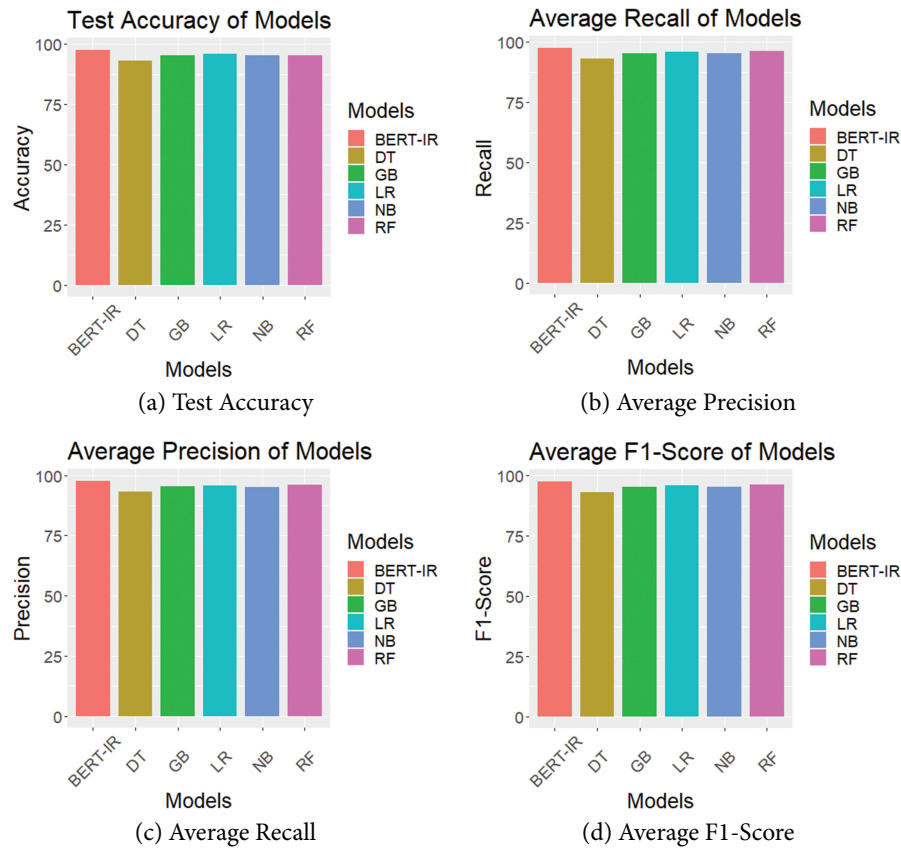 Test Accuracy of Models
100
75
50
25
0
Accuracy
BERT-IR
DT
GB
LR
NB
RF
Models
Models
BERT-IR
DT
GB
LR
NB
RF
(a) Test Accuracy
Average Recall of Models
100
75
50
25
0
Recall
BERT-IR
DT
GB
LR
NB
RF
Models
Models
BERT-IR
DT
GB
LR
NB
RF
(b) Average Precision
Average Precision of Models
100
75
50
25
0
Precision
BERT-IR
DT
GB
LR
NB
RF
Models
Models
BERT-IR
DT
GB
LR
NB
RF
(c) Average Recall
Average F1-Score of Models
100
75
50
25
0
F1-Score
BERT-IR
DT
GB
LR
NB
RF
Models
Models
BERT-IR
DT
GB
LR
NB
RF
(d) Average F1-Score